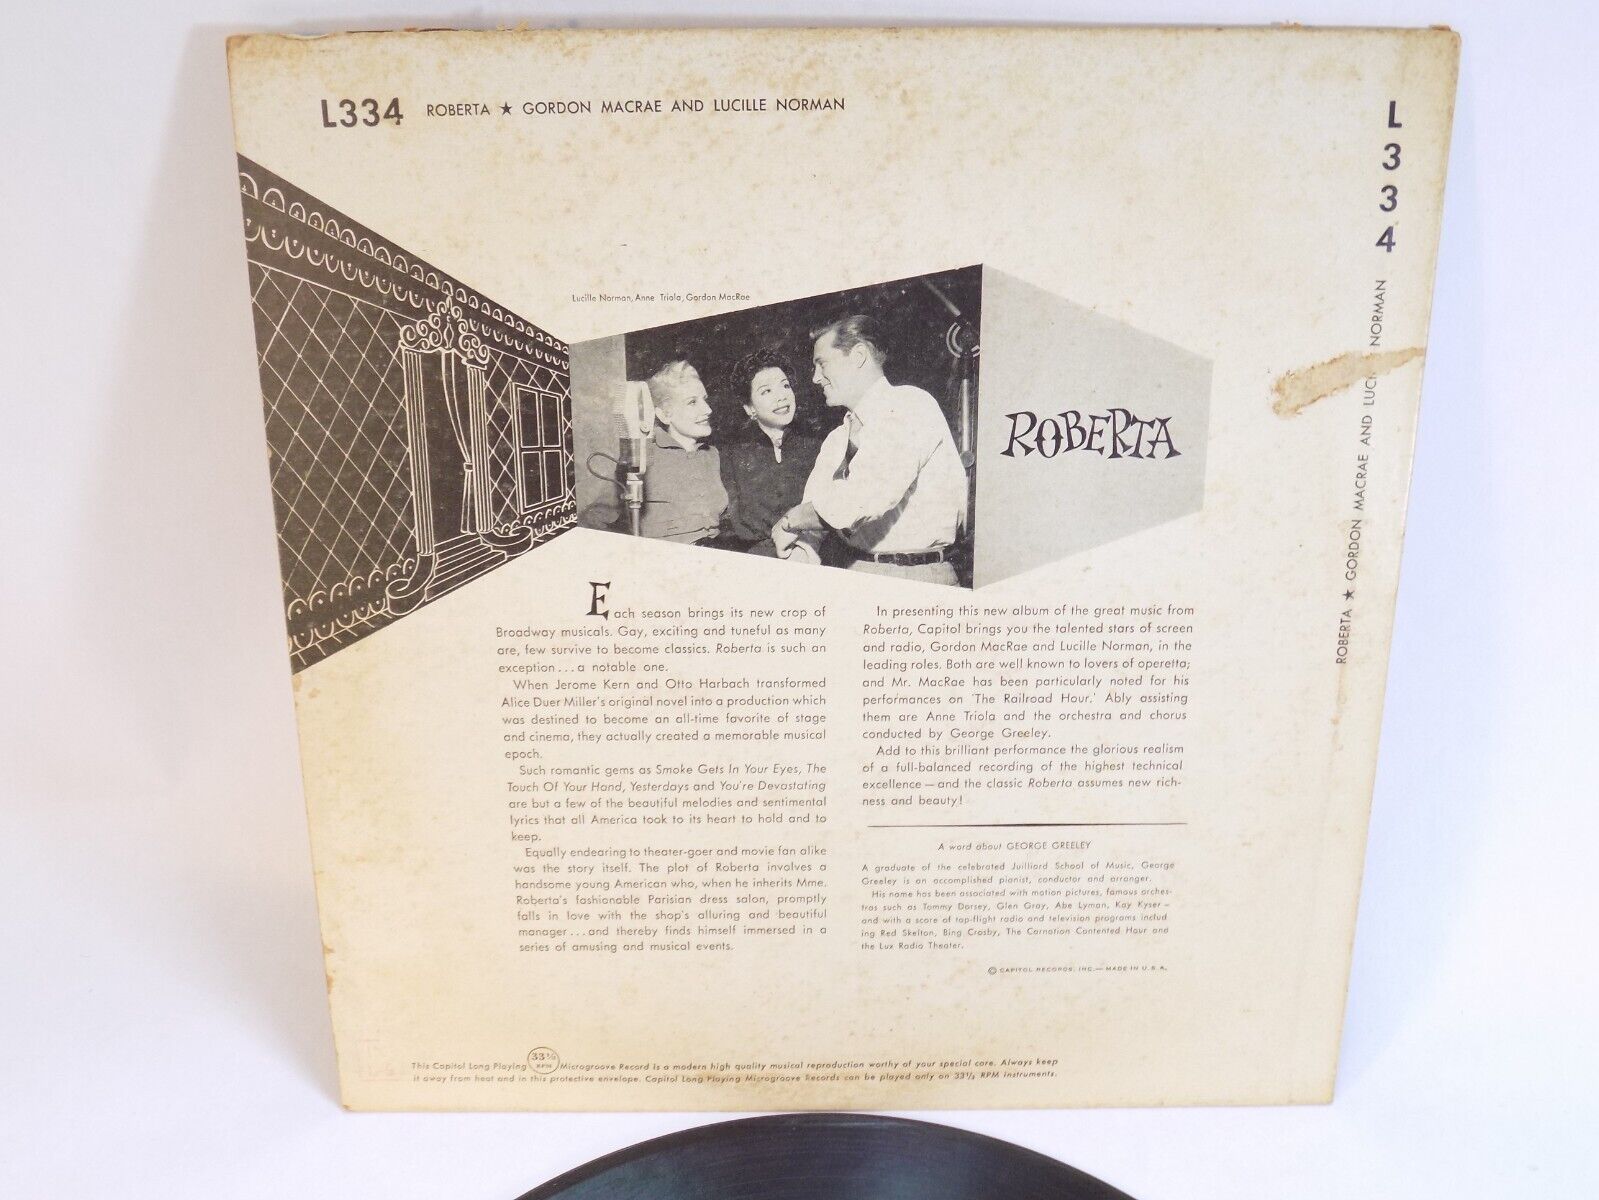 L334 ROBERTA ★ GORDON MACRAE AND LUCILLE NORMAN
L
3
3
4
ROBERTA ★ GORDON MACRAE AND LUCI NORMAN
Lucille Norman, Anne Triola, Gordon MacRae
ROBERTA
Each season brings its new crop of
Broadway musicals. Gay, exciting and tuneful as many
are, few survive to become classics. Roberta is such an
exception...a notable one.
When Jerome Kern and Otto Harbach transformed
Alice Duer Miller's original novel into a production which
was destined to become an all-time favorite of stage
and cinema, they actually created a memorable musical
epoch.
Such romantic gems as Smoke Gets In Your Eyes, The
Touch Of Your Hand, Yesterdays and You're Devastating
are but a few of the beautiful melodies and sentimental
lyrics that all America took to its heart to hold and to
keep.
Equally endearing to theater-goer and movie fan alike
was the story itself. The plot of Roberta involves a
handsome young American who, when he inherits Mme.
Roberta's fashionable Parisian dress salon, promptly
falls in love with the shop's alluring and beautiful
manager...and thereby finds himself immersed in a
series of amusing and musical events.
In presenting this new album of the great music from
Roberta, Capitol brings you the talented stars of screen
and radio, Gordon MacRae and Lucille Norman, in the
leading roles. Both are well known to lovers of operetta;
and Mr. MacRae has been particularly noted for his
performances on 'The Railroad Hour.' Ably assisting
them are Anne Triola and the orchestra and chorus
conducted by George Greeley.
Add to this brilliant performance the glorious realism
of a full-balanced recording of the highest technical
excellence—and the classic Roberta assumes new rich-
ness and beauty!
A word about GEORGE GREELEY
A graduate of the celebrated Juilliard School of Music, George
Greeley is an accomplished pianist, conductor and arranger.
His name has been associated with motion pictures, famous orches-
tras such as Tommy Dorsey, Glen Gray, Abe Lyman, Kay Kyser—
and with a score of top-flight radio and television programs includ
ing Red Skelton, Bing Crosby, The Carnation Contented Hour and
the Lux Radio Theater.
© CAPITOL RECORDS, INC.—MADE IN U.S.A.
This Capitol Long Playing 33⅓ RPM Microgroove Record is a modern high quality musical reproduction worthy of your special care. Always keep
it away from heat and in this protective envelope. Capitol Long Playing Microgroove Records can be played only on 33⅓ RPM instruments.